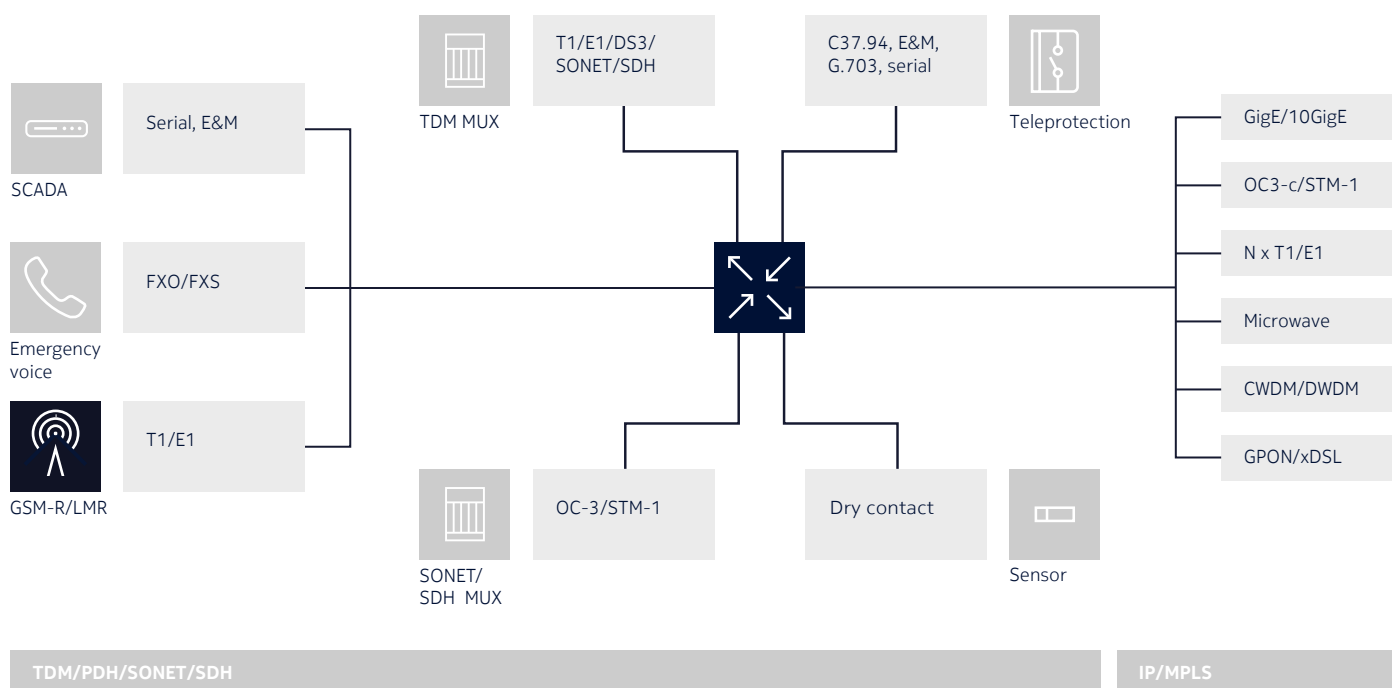 T1/E1/DS3/
SONET/SDH
TDM MUX
C37.94, E&M,
G.703, serial
Teleprotection
Serial, E&M
SCADA
FXO/FXS
Emergency
voice
T1/E1
GSM-R/LMR
OC-3/STM-1
SONET/
SDH MUX
Dry contact
Sensor
GigE/10GigE
OC3-c/STM-1
N x T1/E1
Microwave
CWDM/DWDM
GPON/xDSL
TDM/PDH/SONET/SDH
IP/MPLS